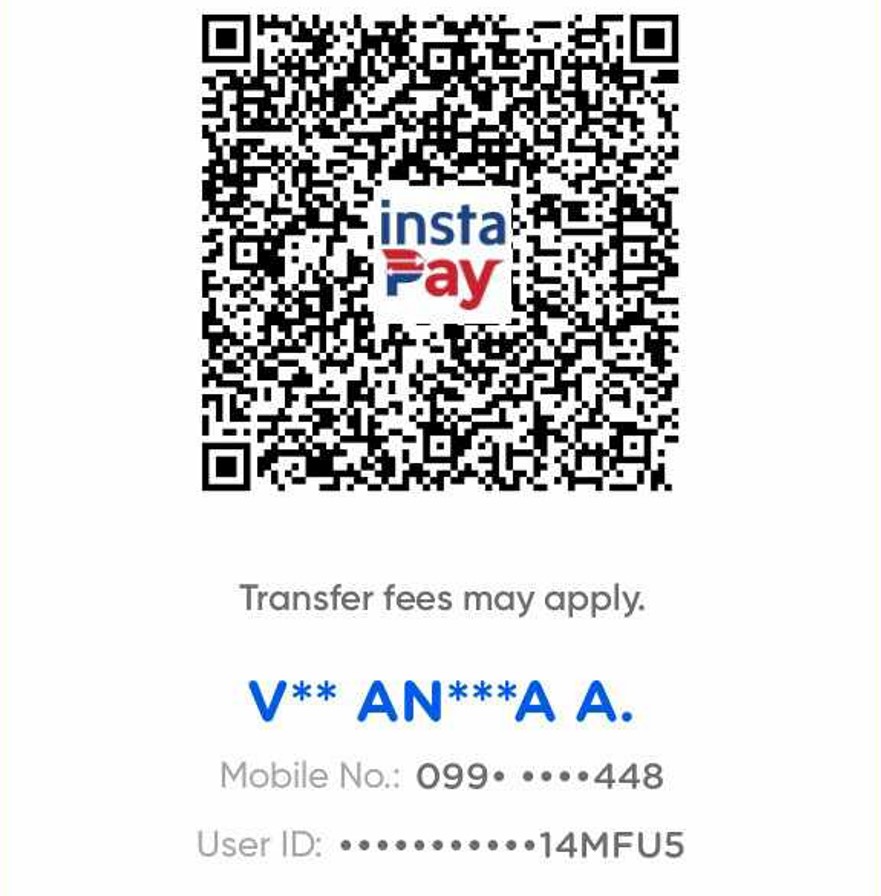 insta
Pay
Transfer fees may apply.
V** AN***A A.
Mobile No.: 099• ••••448
User ID: •••••••••••14MFU5